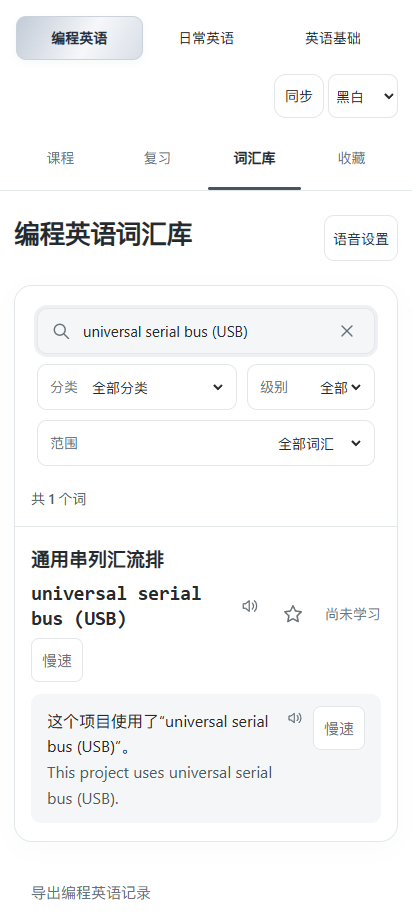 编程英语 日常英语 英语基础
同步 黑白
课程 复习 词汇库 收藏
编程英语词汇库 语音设置
universal serial bus (USB)
分类 全部分类 级别 全部
范围 全部词汇
共 1 个词
通用串列汇流排
universal serial
bus (USB)
尚未学习
慢速
这个项目使用了“universal serial
bus (USB)”。
慢速
This project uses universal serial
bus (USB).
导出编程英语记录